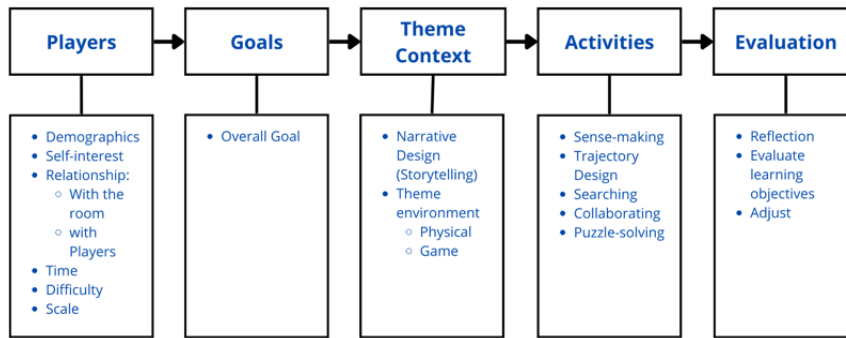 Players
Goals
Theme
Context
Activities
Evaluation
Demographics
Self-interest
Relationship:
With the
room
with
Players
Time
Difficulty
Scale
Overall Goal
Narrative
Design
(Storytelling)
Theme
environment
Physical
Game
Sense-making
Trajectory
Design
Searching
Collaborating
Puzzle-solving
Reflection
Evaluate
learning
objectives
Adjust